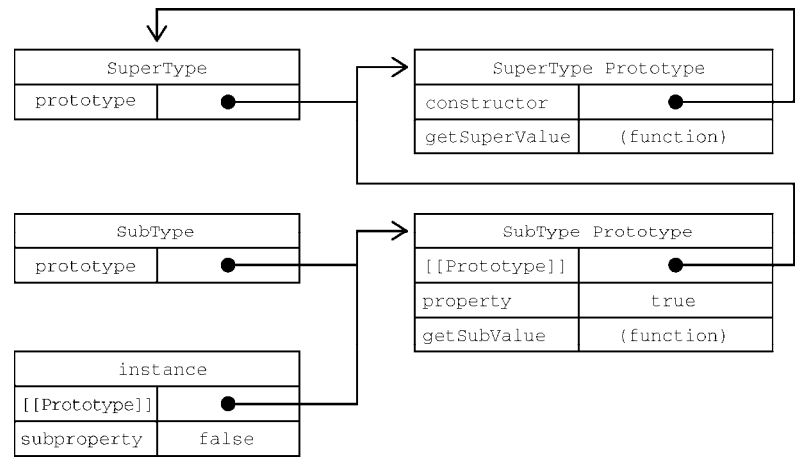 SuperType
prototype
SuperType Prototype
constructor
getSuperValue (function)
SubType
prototype
SubType Prototype
[[Prototype]]
property true
getSubValue (function)
instance
[[Prototype]]
subproperty false